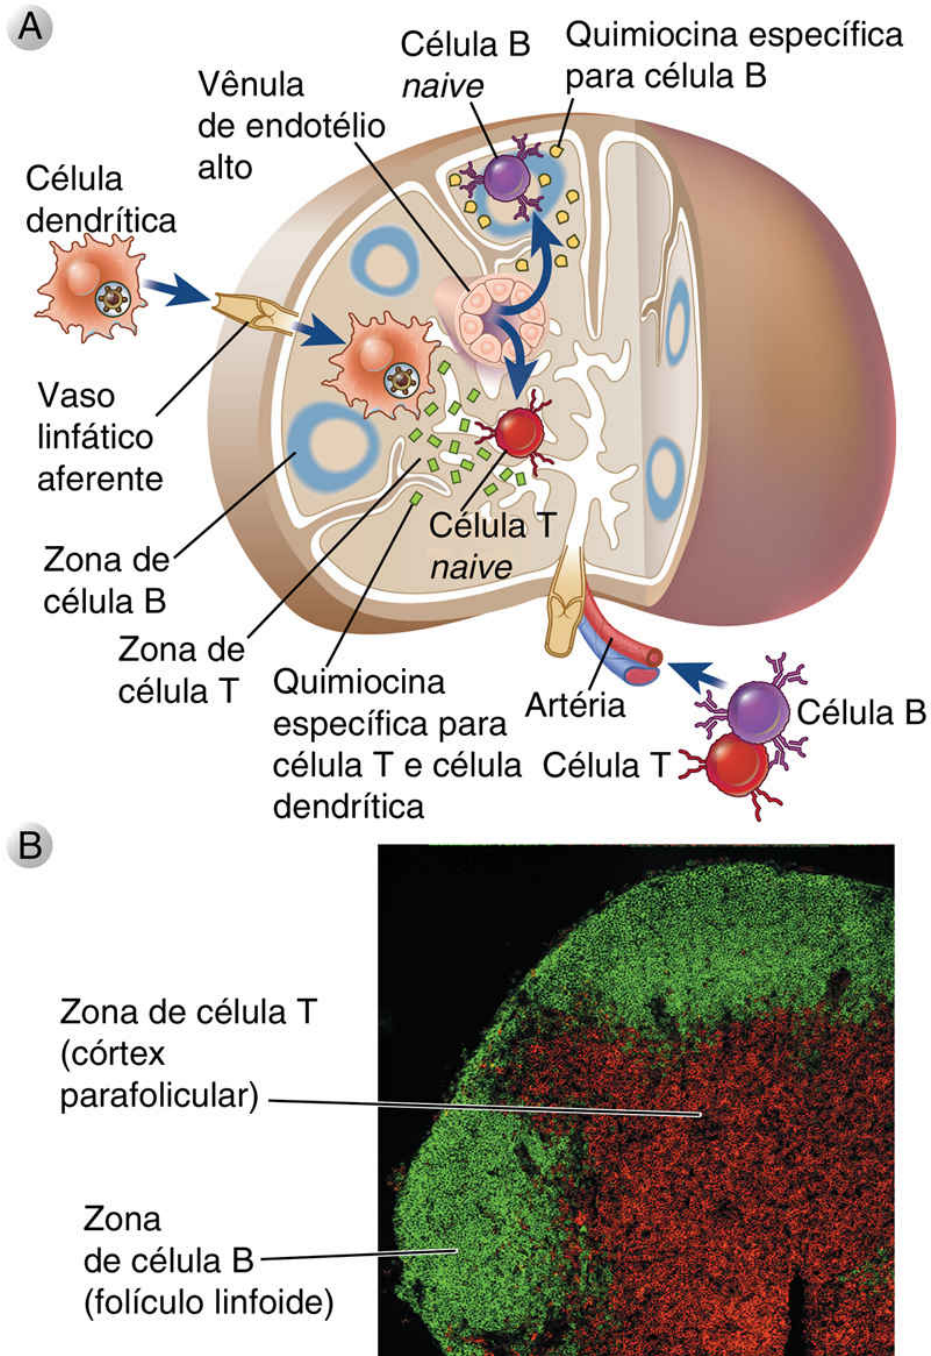 A
Célula B
naive
Quimiocina específica
para célula B
Vênula
de endotélio
alto
Célula
dendrítica
Vaso
linfático
aferente
Célula T
naive
Zona de
célula B
Zona de
célula T
Quimiocina
específica para
célula T e célula
dendrítica
Artéria
Célula B
Célula T
B
Zona de célula T
(córtex
parafolicular)
Zona
de célula B
(folículo linfoide)